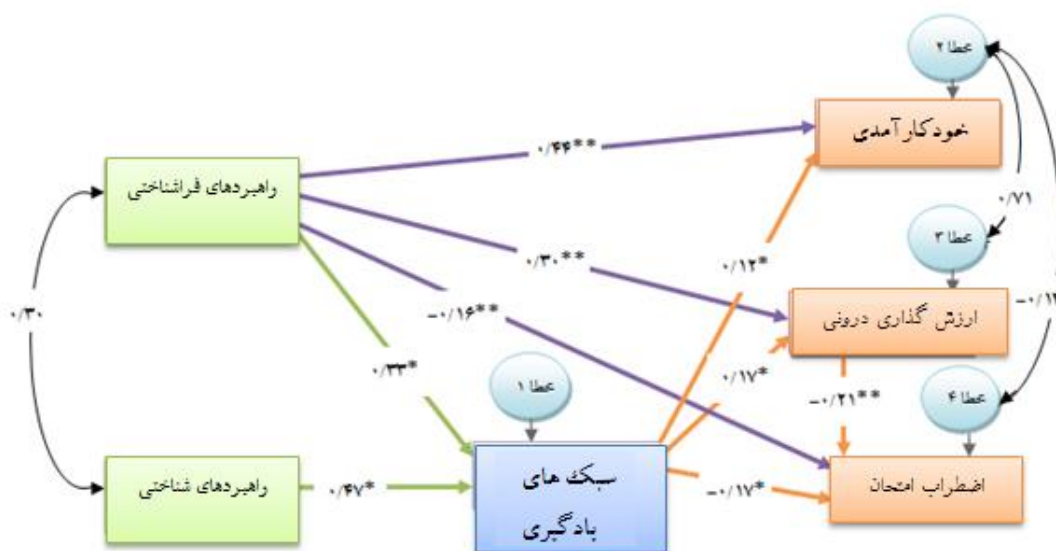 خطا ۲
خودکارآمدی
۰/۴۴**
راهبردهای فراشناختی
۰/۷۱
خطا ۳
۰/۳۰**
۰/۱۲*
ارزش گذاری درونی
۰/۳۰
-۰/۱۶**
۰/۳۳*
خطا ۱
۰/۱۷*
-۰/۲۱**
خطا ۴
راهبردهای شناختی
۰/۴۷*
سبک های
یادگیری
-۰/۱۷*
اضطراب امتحان